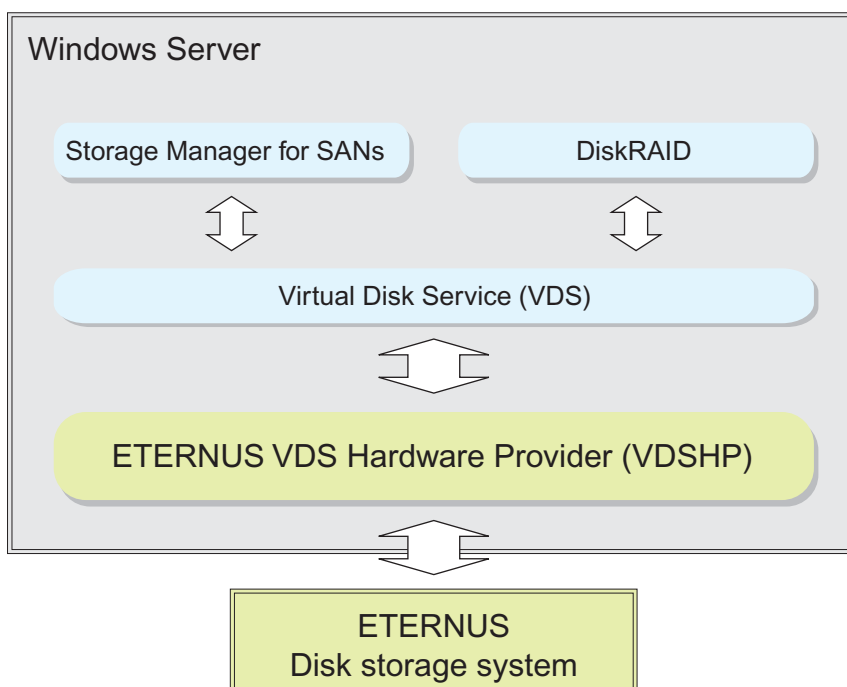 Windows Server
Storage Manager for SANs
DiskRAID
Virtual Disk Service (VDS)
ETERNUS VDS Hardware Provider (VDSHP)
ETERNUS
Disk storage system